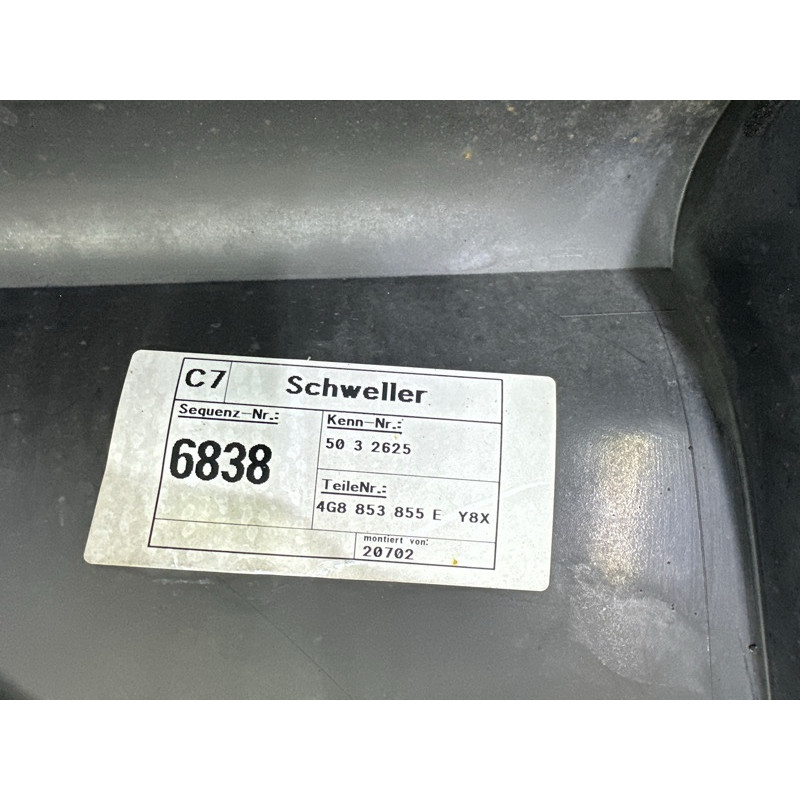 C7 Schweller
Sequenz-Nr.:
6838
Kenn-Nr.:
50 3 2625
TeileNr.:
4G8 853 855 E Y8X
montiert von:
20702